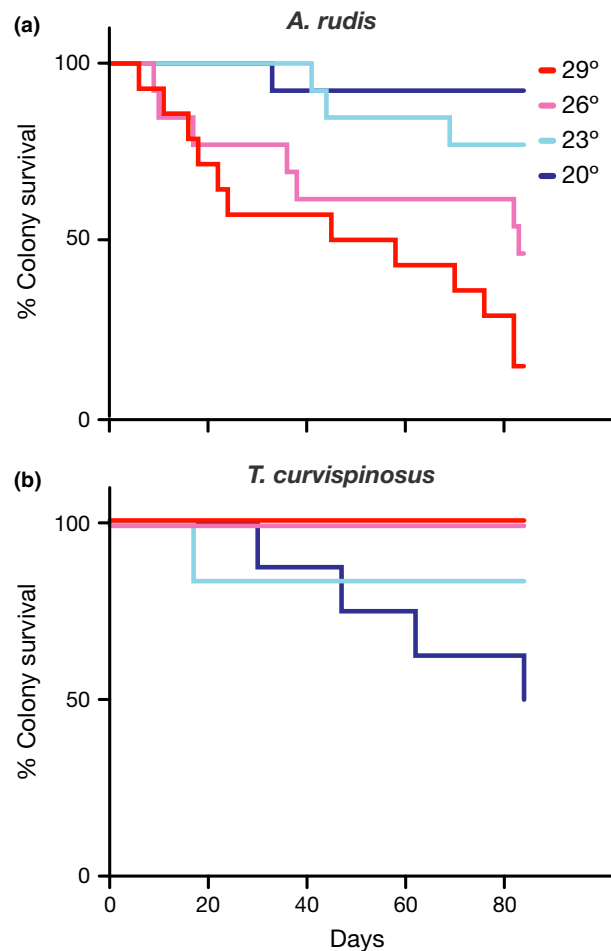 (a)
A. rudis
100
50
0
% Colony survival
29º
26º
23º
20º
(b)
T. curvispinosus
100
50
0
% Colony survival
0 20 40 60 80
Days